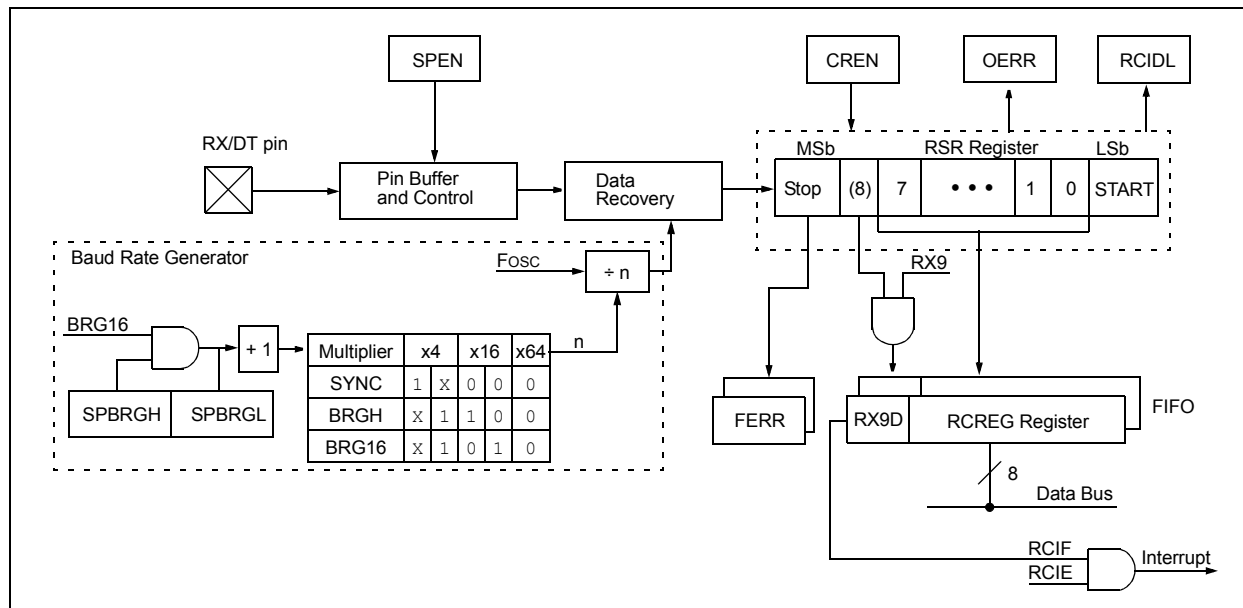 SPEN
CREN
OERR
RCIDL
RX/DT pin
Pin Buffer
and Control
Data
Recovery
MSb
RSR Register
LSb
Stop (8) 7 • • • 1 0 START
Baud Rate Generator
FOSC
÷ n
RX9
BRG16
+ 1
n
SPBRGH SPBRGL
Multiplier x4 x16 x64
SYNC 1 X 0 0 0
BRGH X 1 1 0 0
BRG16 X 1 0 1 0
FERR
RX9D RCREG Register
FIFO
8
Data Bus
RCIF
RCIE
Interrupt